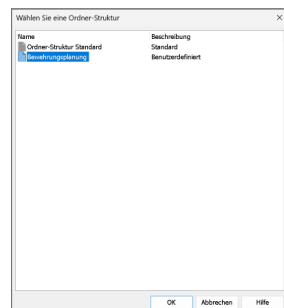 Wählen Sie eine Ordner-Struktur
Name Beschreibung
Ordner-Struktur Standard Standard
Bewehrungsplanung Benutzerdefiniert
OK Abbrechen Hilfe